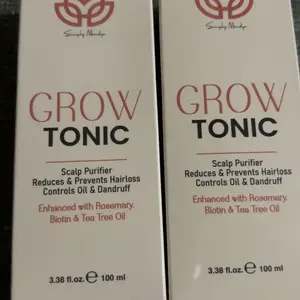 GROW
TONIC
Scalp Purifier
Reduces & Prevents Hairloss
Controls Oil & Dandruff
Enhanced with Rosemary,
Biotin & Tea Tree Oil
3.38 fl.oz. e 100 ml
GROW
TONIC
Scalp Purifier
Reduces & Prevents Hairloss
Controls Oil & Dandruff
Enhanced with Rosemary,
Biotin & Tea Tree Oil
3.38 fl.oz. e 100 ml